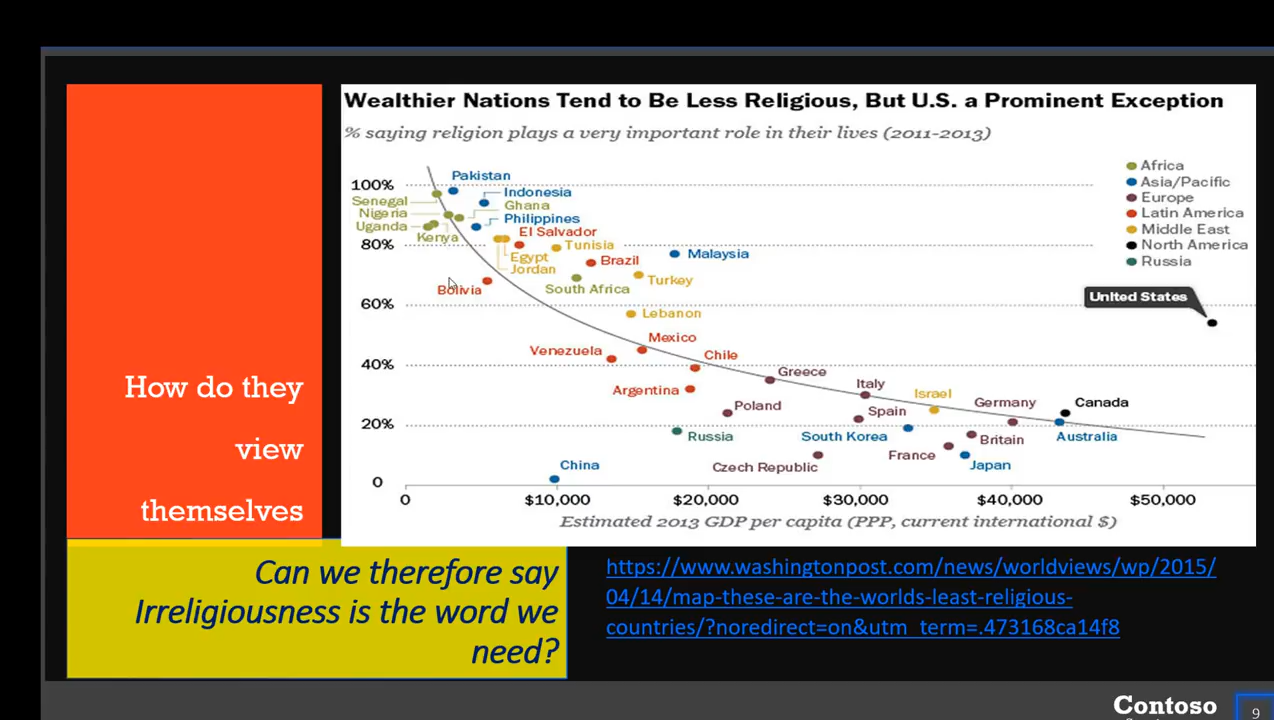 Wealthier Nations Tend to Be Less Religious, But U.S. a Prominent Exception
% saying religion plays a very important role in their lives (2011-2013)
Africa
Asia/Pacific
Europe
Latin America
Middle East
North America
Russia
100%
80%
60%
40%
20%
0
Pakistan
Senegal
Indonesia
Nigeria
Ghana
Uganda
Philippines
Kenya
El Salvador
Egypt
Tunisia
Jordan
Brazil
Malaysia
Bolivia
South Africa
Turkey
United States
Lebanon
Mexico
Venezuela
Chile
Argentina
Greece
Italy
Israel
Germany
Canada
Poland
Spain
Russia
South Korea
Britain
Australia
France
Czech Republic
Japan
China
0
$10,000
$20,000
$30,000
$40,000
$50,000
Estimated 2013 GDP per capita (PPP, current international $)
How do they
view
themselves
Can we therefore say
Irreligiousness is the word we
need?
https://www.washingtonpost.com/news/worldviews/wp/2015/
04/14/map-these-are-the-worlds-least-religious-
countries/?noredirect=on&utm_term=.473168ca14f8
Contoso
9